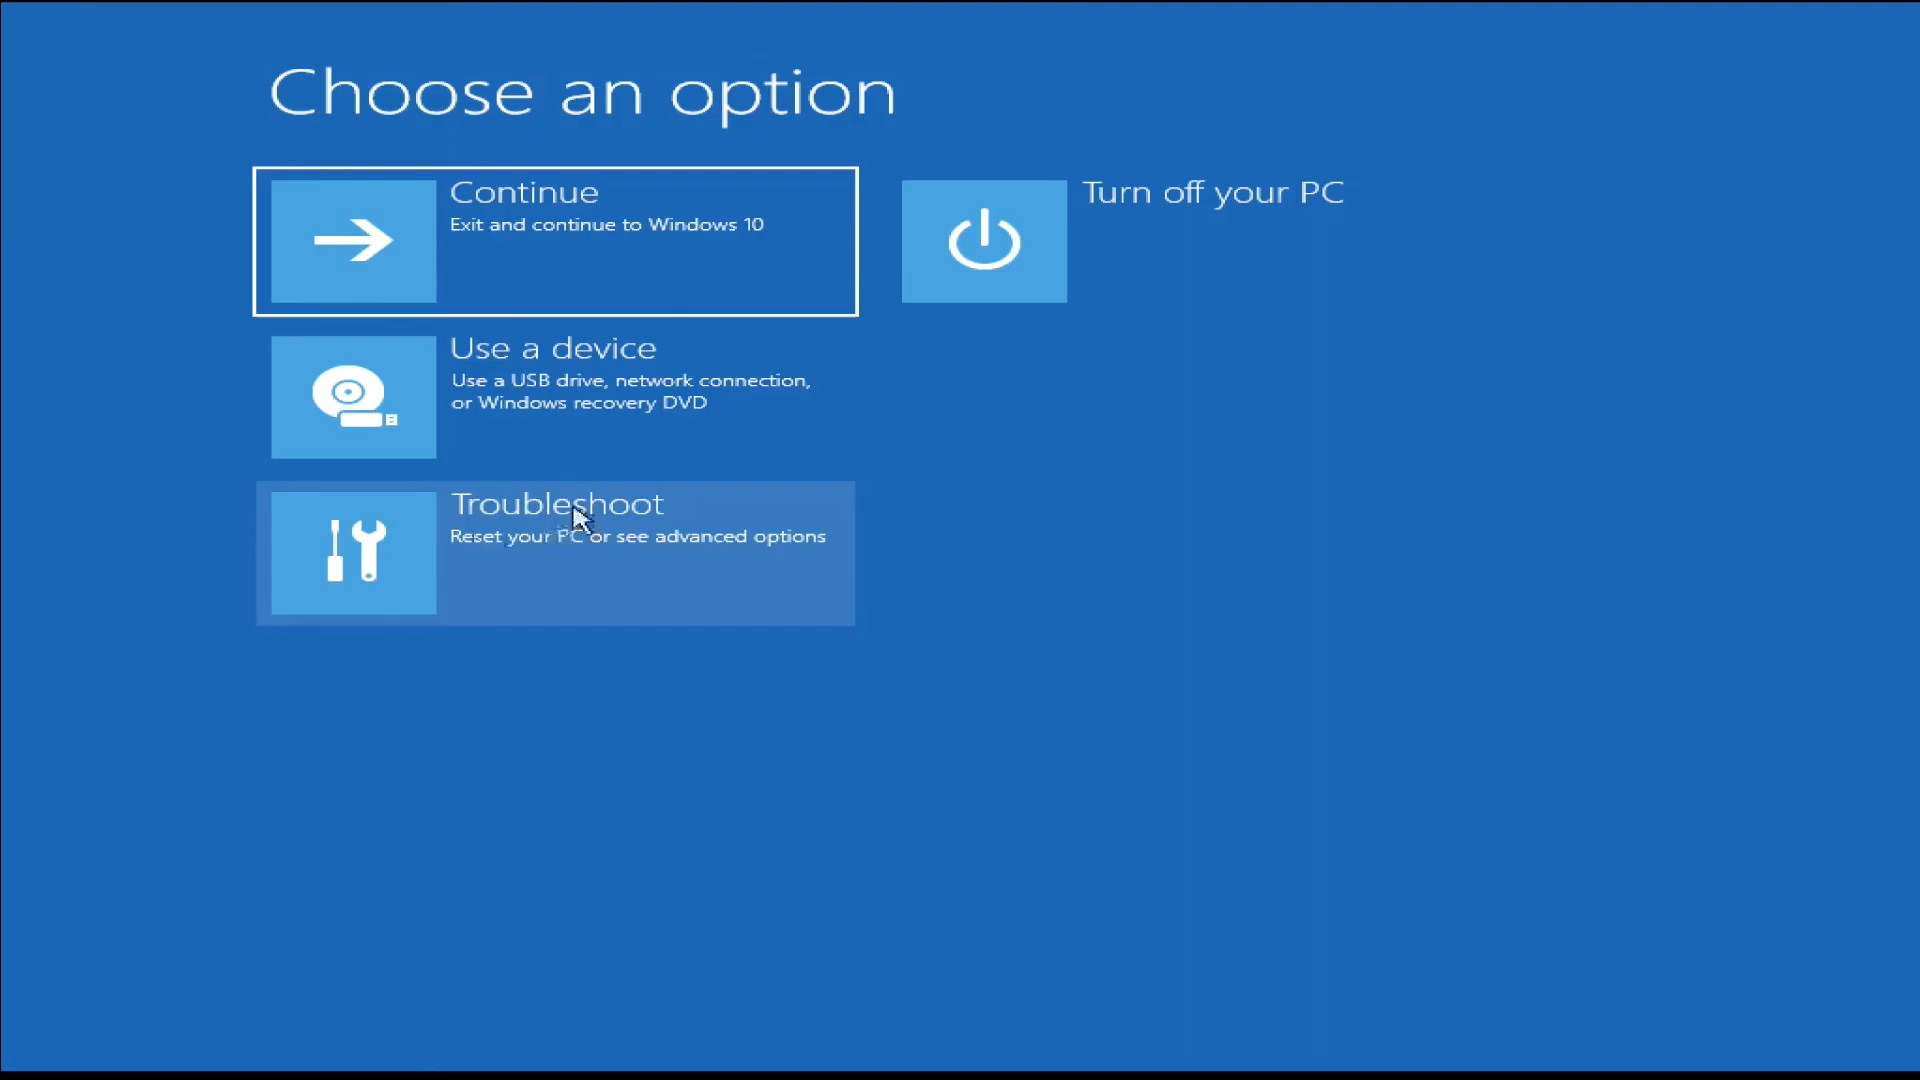 Choose an option
Continue
Exit and continue to Windows 10
Turn off your PC
Use a device
Use a USB drive, network connection,
or Windows recovery DVD
Troubleshoot
Reset your PC or see advanced options